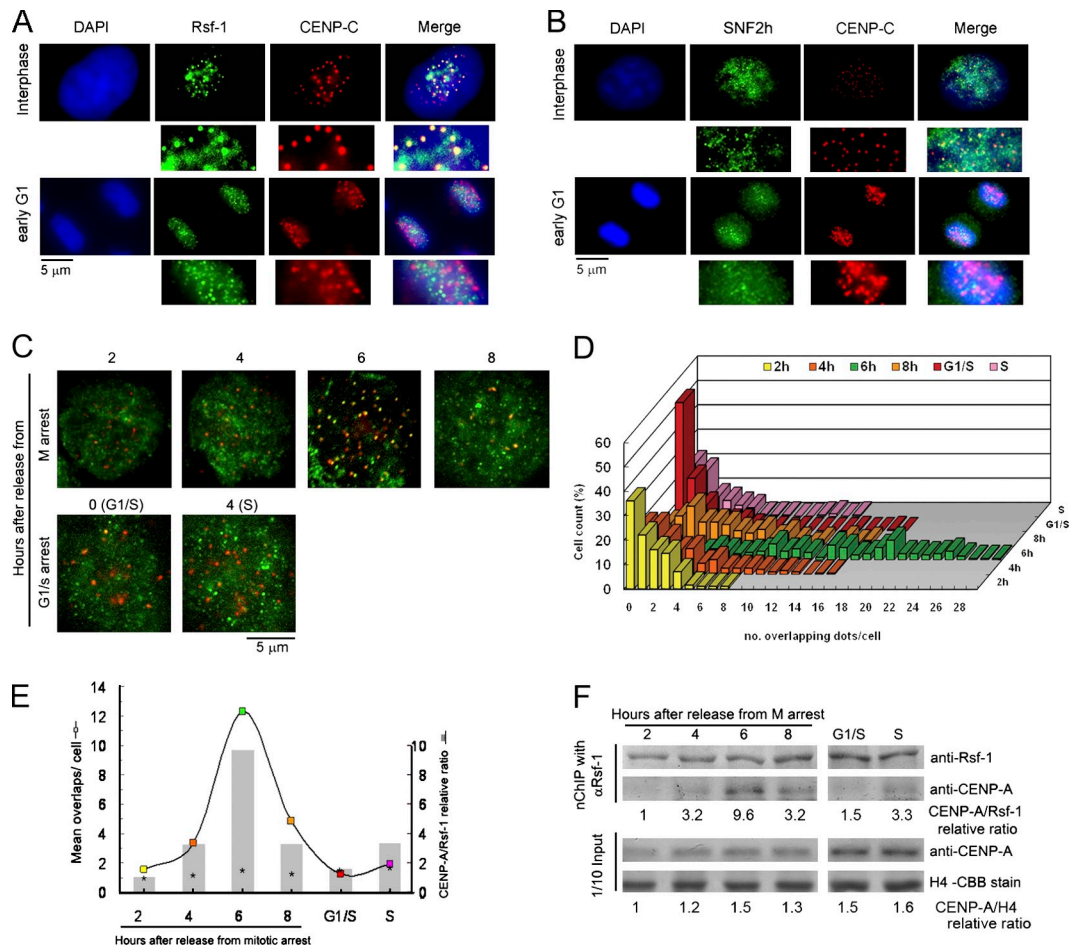 A
DAPI Rsf-1 CENP-C Merge
Interphase
early G1
5 μm
B
DAPI SNF2h CENP-C Merge
Interphase
early G1
5 μm
C
Hours after release from
M arrest
2 4 6 8
G1/s arrest
0 (G1/S) 4 (S)
5 μm
D
2h 4h 6h 8h G1/S S
Cell count (%)
60
50
40
30
20
10
0
0 2 4 6 8 10 12 14 16 18 20 22 24 26 28
no. overlapping dots/cell
S
G1/S
8h
6h
4h
2h
E
Mean overlaps/ cell
14
12
10
8
6
4
2
0
CENP-A/Rsf-1 relative ratio
10
8
6
4
2
0
* * * * * *
2 4 6 8 G1/S S
Hours after release from mitotic arrest
F
Hours after release from M arrest
2 4 6 8 G1/S S
nChIP with
αRsf-1
anti-Rsf-1
anti-CENP-A
1 3.2 9.6 3.2 1.5 3.3 CENP-A/Rsf-1
relative ratio
1/10 Input
anti-CENP-A
H4 -CBB stain
1 1.2 1.5 1.3 1.5 1.6 CENP-A/H4
relative ratio